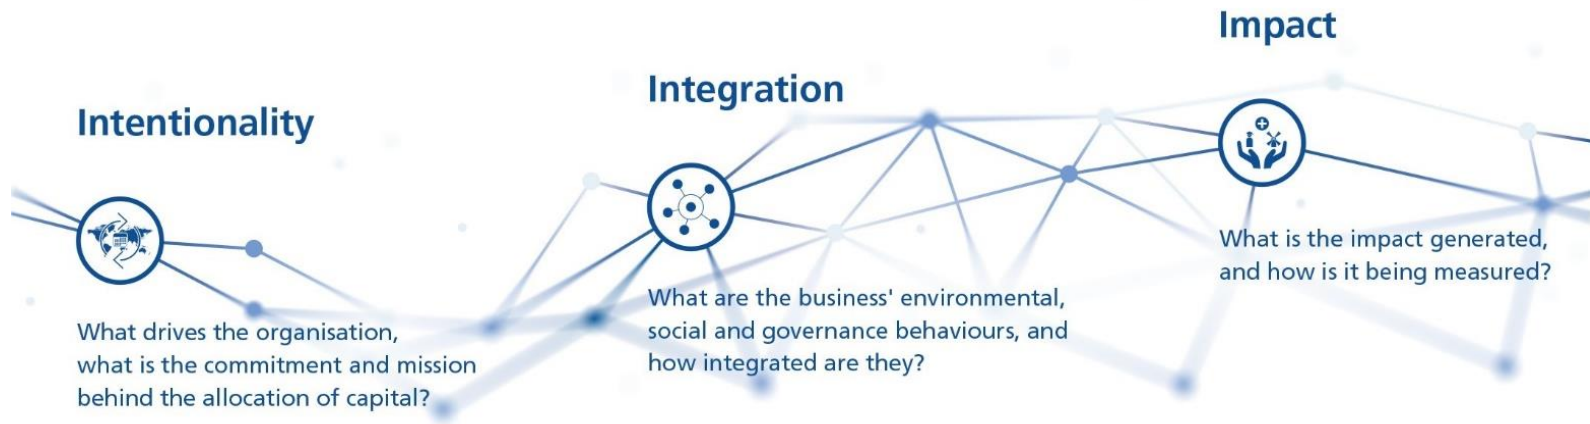 Intentionality
What drives the organisation,
what is the commitment and mission
behind the allocation of capital?
Integration
What are the business' environmental,
social and governance behaviours, and
how integrated are they?
Impact
What is the impact generated,
and how is it being measured?